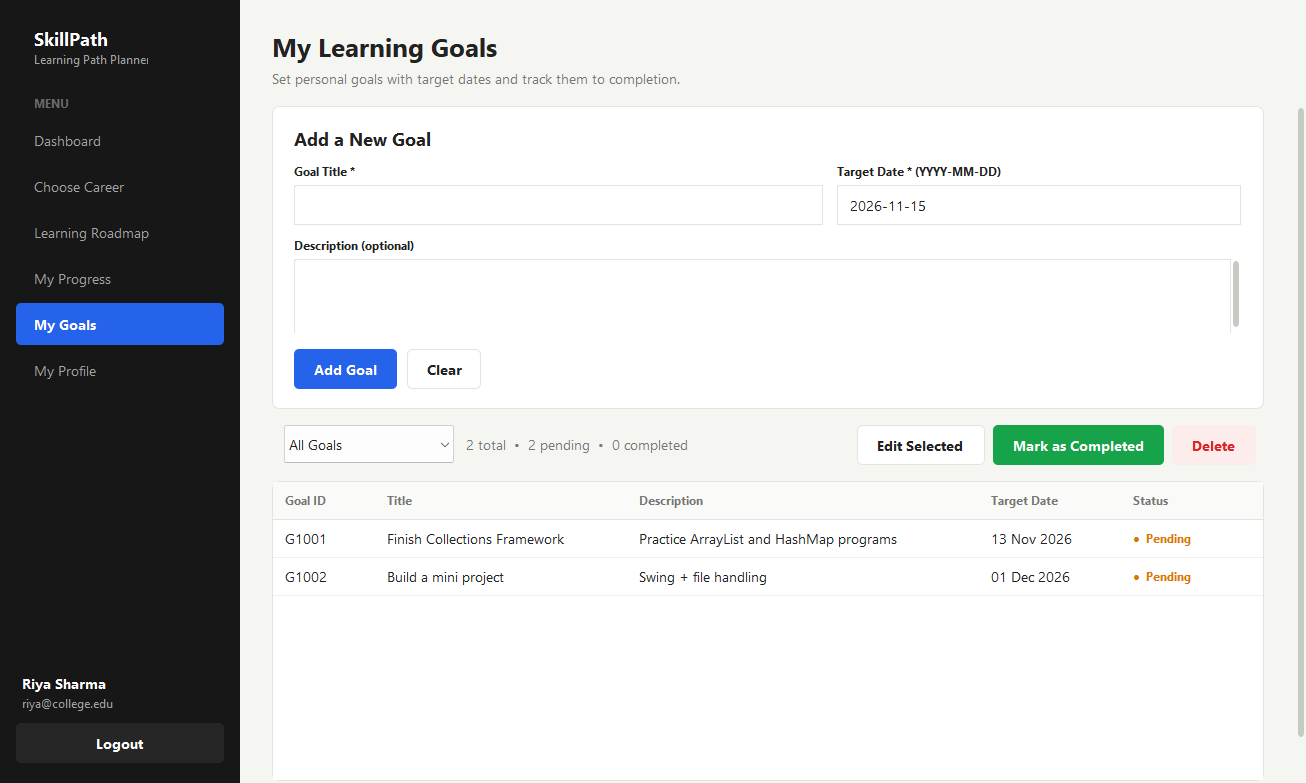 SkillPath
Learning Path Planner
MENU
Dashboard
Choose Career
Learning Roadmap
My Progress
My Goals
My Profile
Riya Sharma
riya@college.edu
Logout
My Learning Goals
Set personal goals with target dates and track them to completion.
Add a New Goal
Goal Title * Target Date * (YYYY-MM-DD)
2026-11-15
Description (optional)
Add Goal Clear
All Goals 2 total • 2 pending • 0 completed Edit Selected Mark as Completed Delete
Goal ID Title Description Target Date Status
G1001 Finish Collections Framework Practice ArrayList and HashMap programs 13 Nov 2026 • Pending
G1002 Build a mini project Swing + file handling 01 Dec 2026 • Pending